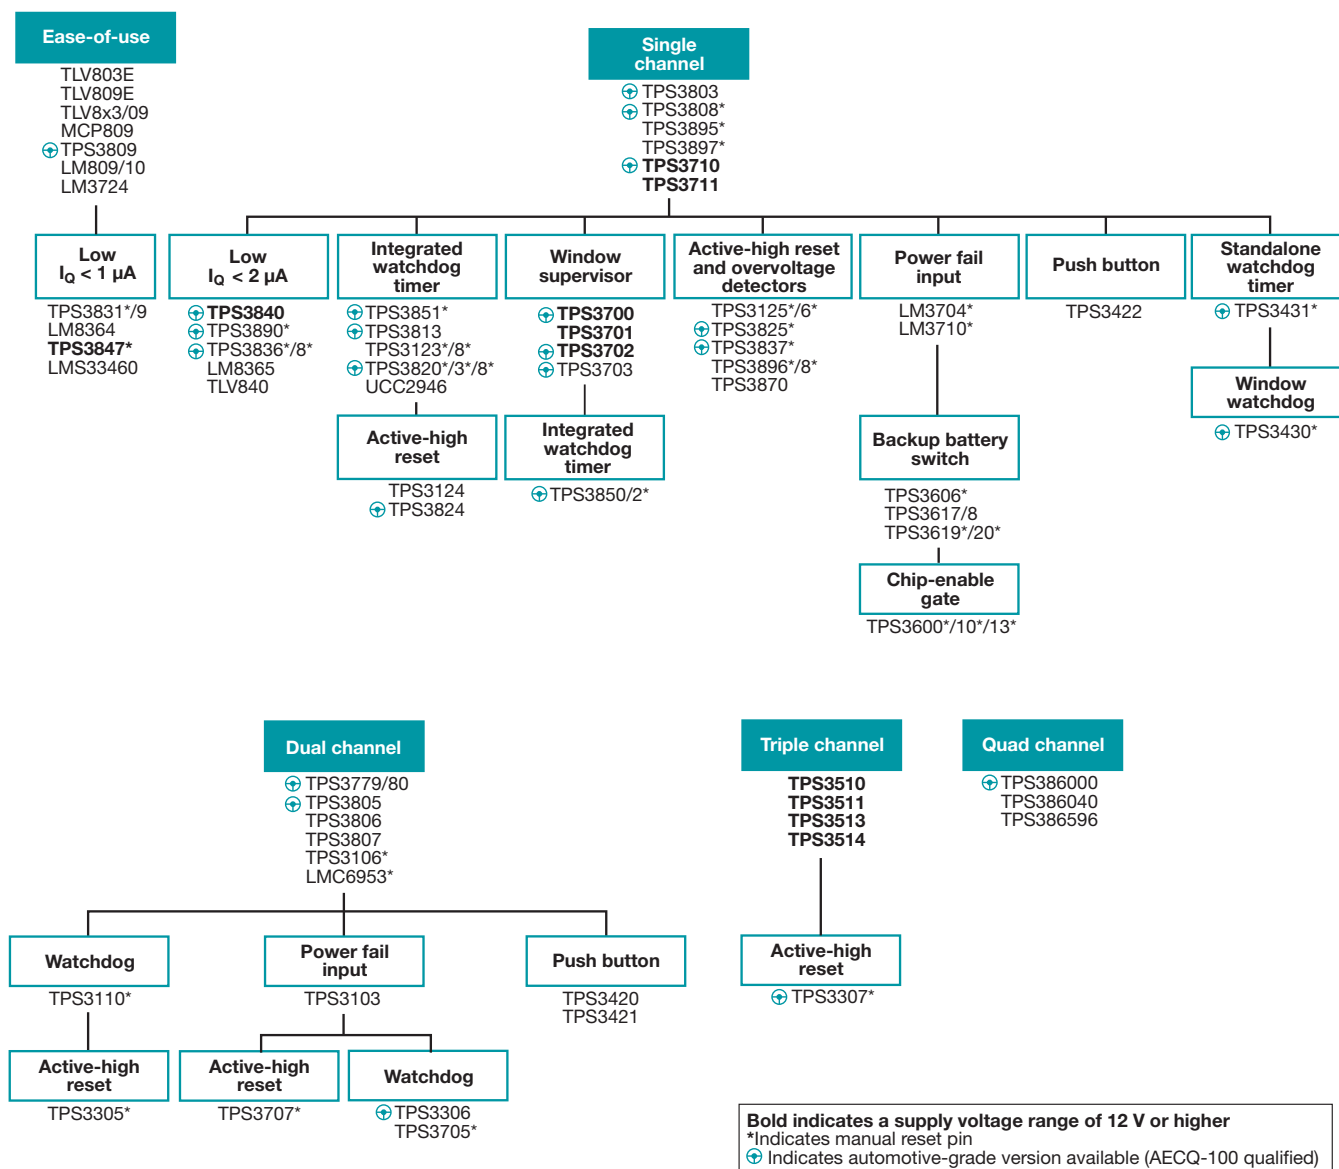 Ease-of-use
TLV803E
TLV809E
TLV8x3/09
MCP809
TPS3809
LM809/10
LM3724
Single
channel
TPS3803
TPS3808*
TPS3895*
TPS3897*
TPS3710
TPS3711
Low
IQ < 1 µA
TPS3831*/9
LM8364
TPS3847*
LMS33460
Low
IQ < 2 µA
TPS3840
TPS3890*
TPS3836*/8*
LM8365
TLV840
Integrated
watchdog
timer
TPS3851*
TPS3813
TPS3123*/8*
TPS3820*/3*/8*
UCC2946
Active-high
reset
TPS3124
TPS3824
Window
supervisor
TPS3700
TPS3701
TPS3702
TPS3703
Integrated
watchdog
timer
TPS3850/2*
Active-high reset
and overvoltage
detectors
TPS3125*/6*
TPS3825*
TPS3837*
TPS3896*/8*
TPS3870
Power fail
input
LM3704*
LM3710*
Backup battery
switch
TPS3606*
TPS3617/8
TPS3619*/20*
Chip-enable
gate
TPS3600*/10*/13*
Push button
TPS3422
Standalone
watchdog
timer
TPS3431*
Window
watchdog
TPS3430*
Dual channel
TPS3779/80
TPS3805
TPS3806
TPS3807
TPS3106*
LMC6953*
Watchdog
TPS3110*
Active-high
reset
TPS3305*
Power fail
input
TPS3103
Active-high
reset
TPS3707*
Watchdog
TPS3306
TPS3705*
Push button
TPS3420
TPS3421
Triple channel
TPS3510
TPS3511
TPS3513
TPS3514
Active-high
reset
TPS3307*
Quad channel
TPS386000
TPS386040
TPS386596
Bold indicates a supply voltage range of 12 V or higher
*Indicates manual reset pin
Indicates automotive-grade version available (AECQ-100 qualified)